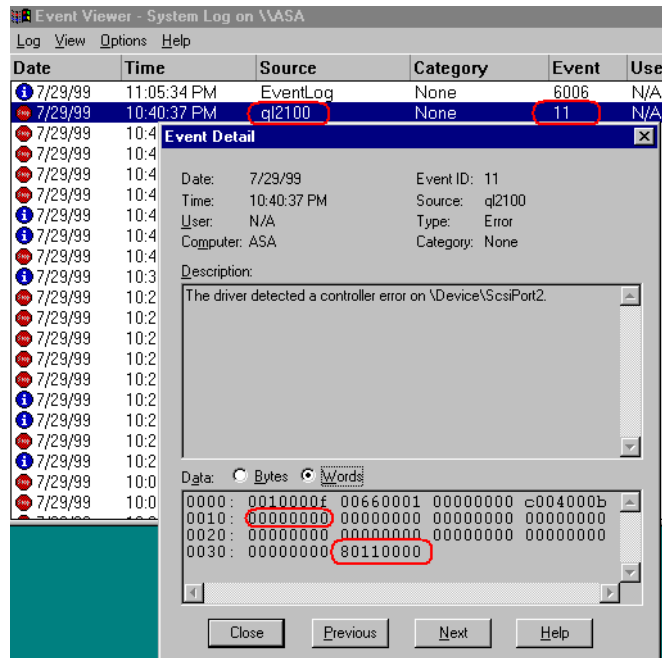 Event Viewer - System Log on \\ASA
Log View Options Help
Date Time Source Category Event Use
7/29/99 11:05:34 PM EventLog None 6006 N/A
7/29/99 10:40:37 PM ql2100 None 11 N/A
7/29/99 10:4
7/29/99 10:4
7/29/99 10:4
7/29/99 10:4
7/29/99 10:4
7/29/99 10:4
7/29/99 10:4
7/29/99 10:3
7/29/99 10:2
7/29/99 10:2
7/29/99 10:2
7/29/99 10:2
7/29/99 10:2
7/29/99 10:2
7/29/99 10:2
7/29/99 10:2
7/29/99 10:2
7/29/99 10:0
7/29/99 10:0
Event Detail
Date: 7/29/99 Event ID: 11
Time: 10:40:37 PM Source: ql2100
User: N/A Type: Error
Computer: ASA Category: None
Description:
The driver detected a controller error on \Device\ScsiPort2.
Data: Bytes Words
0000: 0010000f 00660001 00000000 c004000b
0010: 00000000 00000000 00000000 00000000
0020: 00000000 00000000 00000000 00000000
0030: 00000000 80110000
Close Previous Next Help